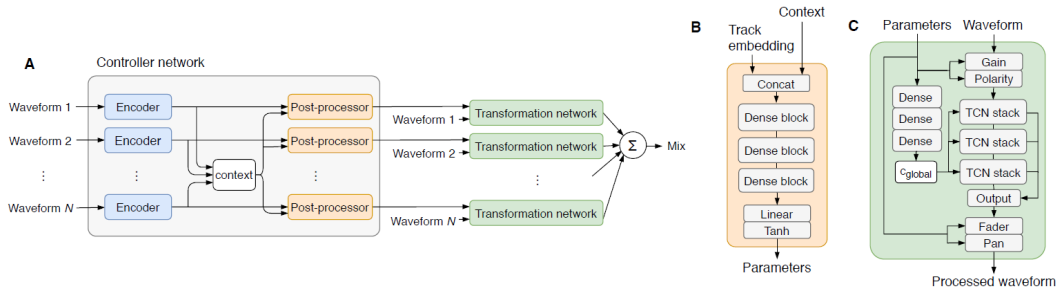 A
Controller network
Waveform 1
Encoder
Post-processor
Waveform 1
Transformation network
Waveform 2
Encoder
Post-processor
Waveform 2
Transformation network
Σ
Mix
⋮
⋮
context
⋮
⋮
Waveform N
Encoder
Post-processor
Waveform N
Transformation network
B
Context
Track
embedding
Concat
Dense block
Dense block
Dense block
Linear
Tanh
Parameters
C
Parameters
Waveform
Gain
Polarity
Dense
Dense
Dense
cglobal
TCN stack
TCN stack
TCN stack
Output
Fader
Pan
Processed waveform